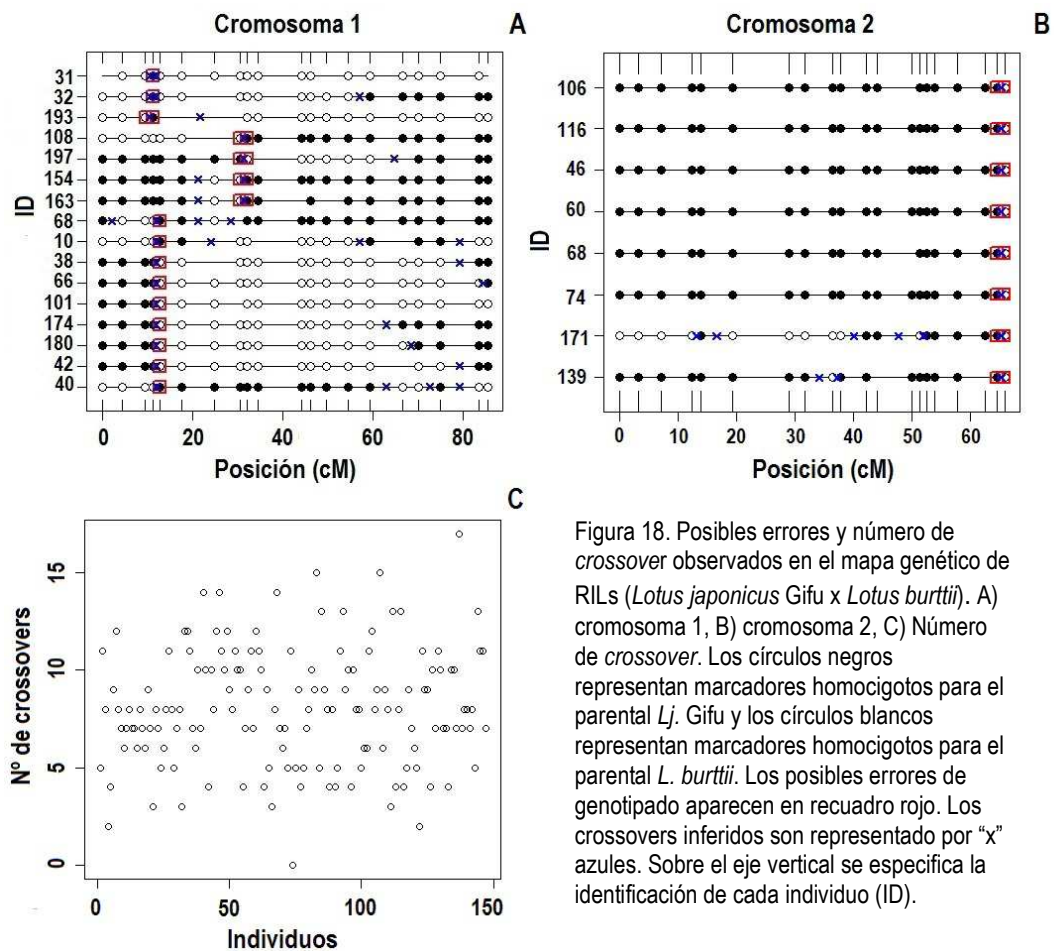 Cromosoma 1
A
31
32
193
108
197
154
163
68
10
38
66
101
174
180
42
40
ID
0 20 40 60 80
Posición (cM)
Cromosoma 2
B
106
116
46
60
68
74
171
139
ID
0 10 20 30 40 50 60
Posición (cM)
C
15
10
5
0
Nº de crossovers
0 50 100 150
Individuos
Figura 18. Posibles errores y número de
crossover observados en el mapa genético de
RILs (Lotus japonicus Gifu x Lotus burttii). A)
cromosoma 1, B) cromosoma 2, C) Número
de crossover. Los círculos negros
representan marcadores homocigotos para el
parental Lj. Gifu y los círculos blancos
representan marcadores homocigotos para el
parental L. burttii. Los posibles errores de
genotipado aparecen en recuadro rojo. Los
crossovers inferidos son representado por “x”
azules. Sobre el eje vertical se especifica la
identificación de cada individuo (ID).